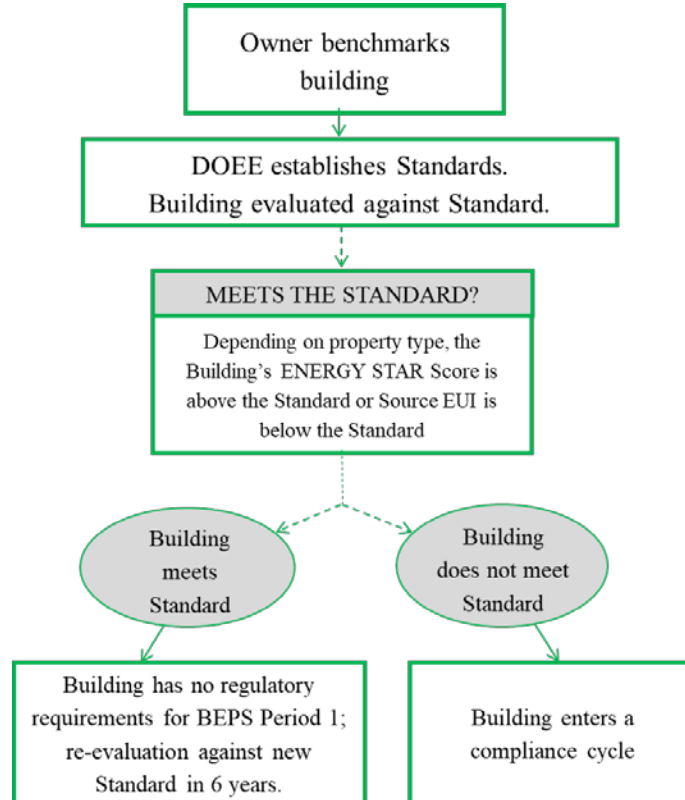 Owner benchmarks
building
DOEE establishes Standards.
Building evaluated against Standard.
MEETS THE STANDARD?
Depending on property type, the
Building's ENERGY STAR Score is
above the Standard or Source EUI is
below the Standard
Building
meets
Standard
Building
does not meet
Standard
Building has no regulatory
requirements for BEPS Period 1;
re-evaluation against new
Standard in 6 years.
Building enters a
compliance cycle